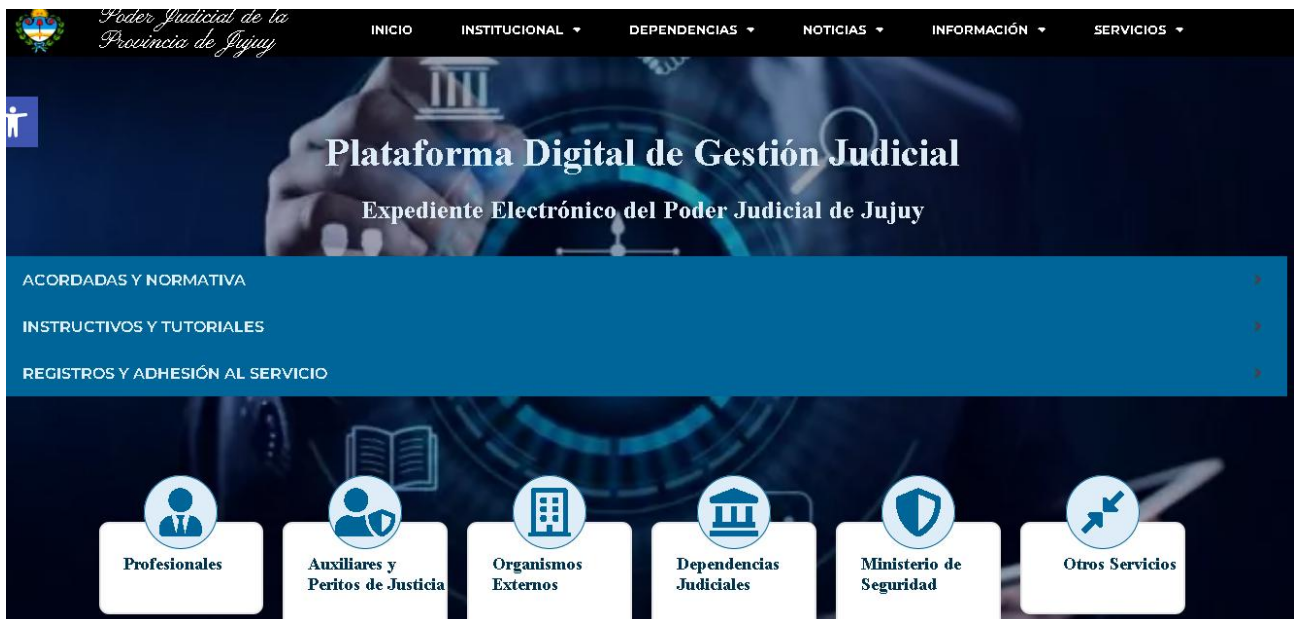 Poder Judicial de la
Provincia de Jujuy
INICIO INSTITUCIONAL DEPENDENCIAS NOTICIAS INFORMACIÓN SERVICIOS
Plataforma Digital de Gestión Judicial
Expediente Electrónico del Poder Judicial de Jujuy
ACORDADAS Y NORMATIVA
INSTRUCTIVOS Y TUTORIALES
REGISTROS Y ADHESIÓN AL SERVICIO
Profesionales
Auxiliares y
Peritos de Justicia
Organismos
Externos
Dependencias
Judiciales
Ministerio de
Seguridad
Otros Servicios